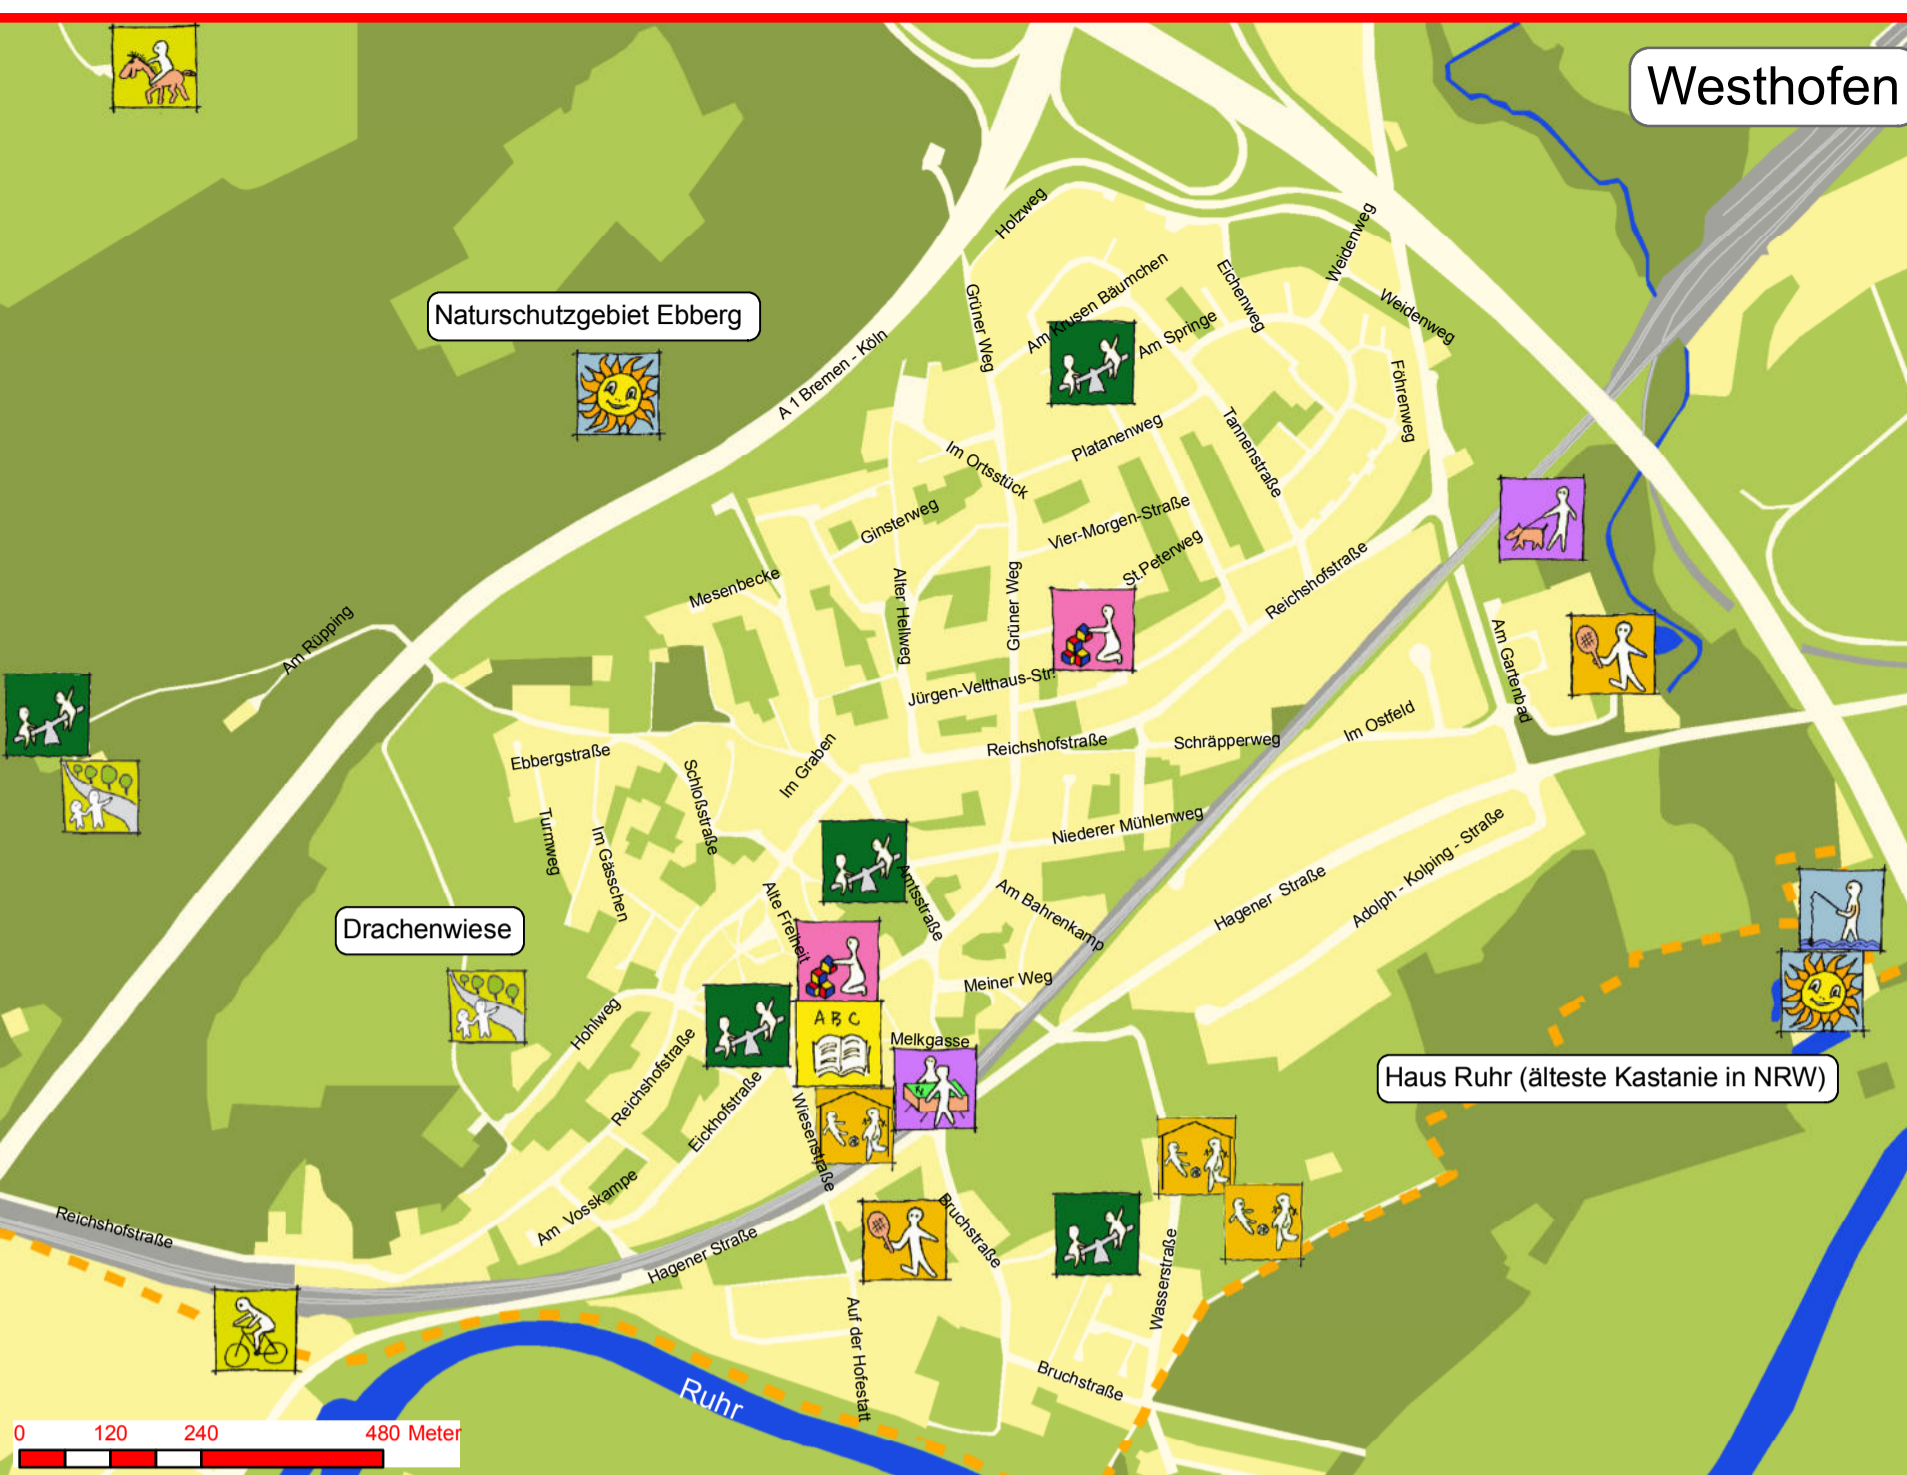 Westhofen
Holzweg
Weidenweg
Am Krusen Bäumchen
Eichenweg
Grüner Weg
Naturschutzgebiet Ebberg
Weidenweg
Am Springe
A 1 Bremen - Köln
Föhrenweg
Platanenweg
Tannenstraße
Im Ortsstück
Ginsterweg
Vier-Morgen-Straße
St.Peterweg
Mesenbecke
Alter Hellweg
Grüner Weg
Reichshofstraße
Am Rüpping
Am Gartenbad
Jürgen-Velthaus-Str.
Im Ostfeld
Reichshofstraße
Schräpperweg
Ebbergstraße
Im Graben
Schloßstraße
Turmweg
Im Gässchen
Niederer Mühlenweg
Adolph - Kolping - Straße
Hagener Straße
Amtsstraße
Alte Freiheit
Am Bahrenkamp
Drachenwiese
Meiner Weg
Hohlweg
ABC
Melkgasse
Reichshofstraße
Eickhofstraße
Wiesenstraße
Haus Ruhr (älteste Kastanie in NRW)
Am Vosskampe
Reichshofstraße
Hagener Straße
Bruchstraße
Wasserstraße
Auf der Hofestatt
Bruchstraße
Ruhr
0 120 240 480 Meter